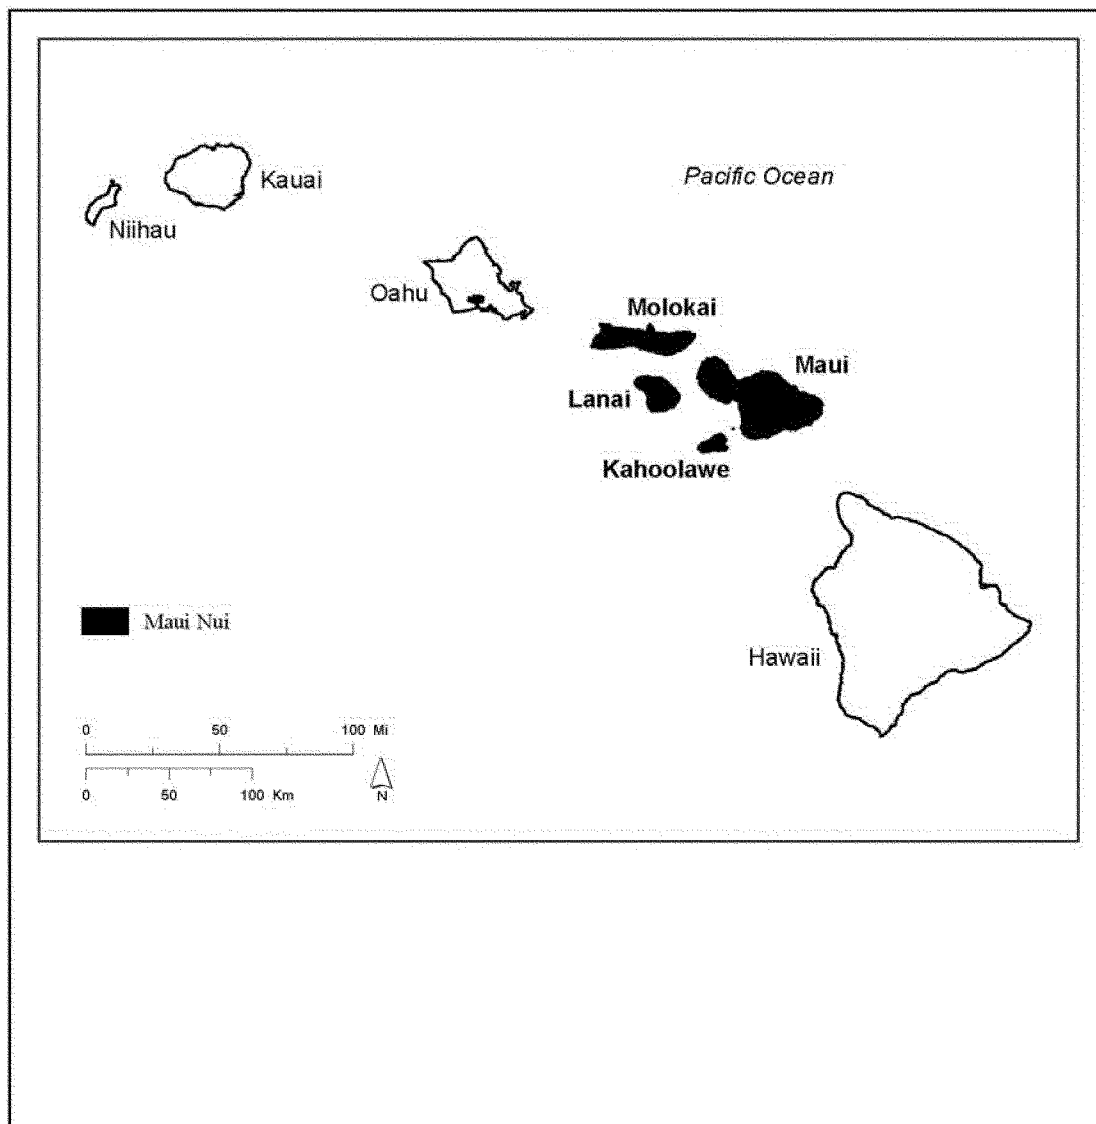 Pacific Ocean
Kauai
Niihau
Oahu
Molokai
Maui
Lanai
Kahoolawe
Maui Nui
Hawaii
0 50 100 Mi
0 50 100 Km
N